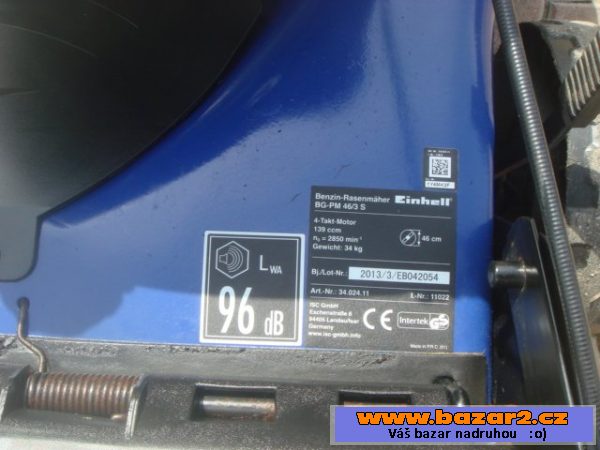 Benzin-Rasenmäher
BG-PM 46/3 S
Einhell
4-Takt-Motor
139 ccm
n₀ = 2850 min⁻¹
Gewicht: 34 kg
46 cm
Bj./Lot-Nr.: 2013/3/EB042054
Art.-Nr.: 34.024.11 I.-Nr.: 11022
ISC GmbH
Eschenstraße 6
94405 Landau/Isar
Germany
www.isc-gmbh.info
CE Intertek GS
LWA
96 dB
www.bazar2.cz
Váš bazar nadruhou :o)